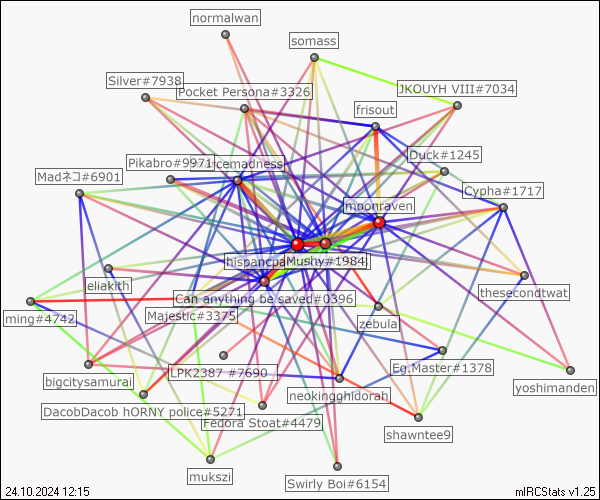 normalwan
somass
Silver#7938
Pocket Persona#3326
JKOUYH VIII#7034
frisout
Duck#1245
Pikabro#9971
rcemadness
Madネコ#6901
Cypha#1717
moonraven
hispancpa
Mushy#1984
eliaklth
thesecondtwat
Can anything be saved#0396
ming#4742
Majestic#3375
zebula
Eg.Master#1378
LPK2387 #7690
bigcitysamurai
yoshimanden
neokingghidorah
DacobDacob hORNY police#5271
Fedora Stoat#4479
shawntee9
mukszi
Swirly Boi#6154
24.10.2024 12:15
mIRCStats v1.25